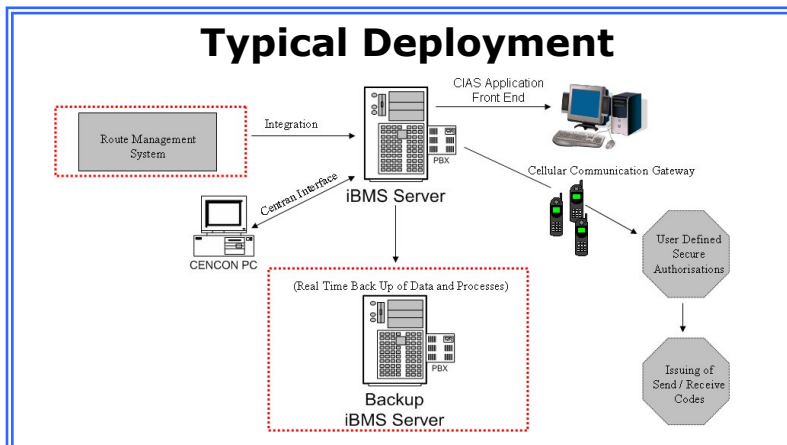 Typical Deployment
CIAS Application
Front End
Integration
Route Management
System
PBX
Cellular Communication Gateway
Centran Interface
iBMS Server
CENCON PC
User Defined
Secure
Authorisations
(Real Time Back Up of Data and Processes)
PBX
Backup
iBMS Server
Issuing of
Send / Receive
Codes